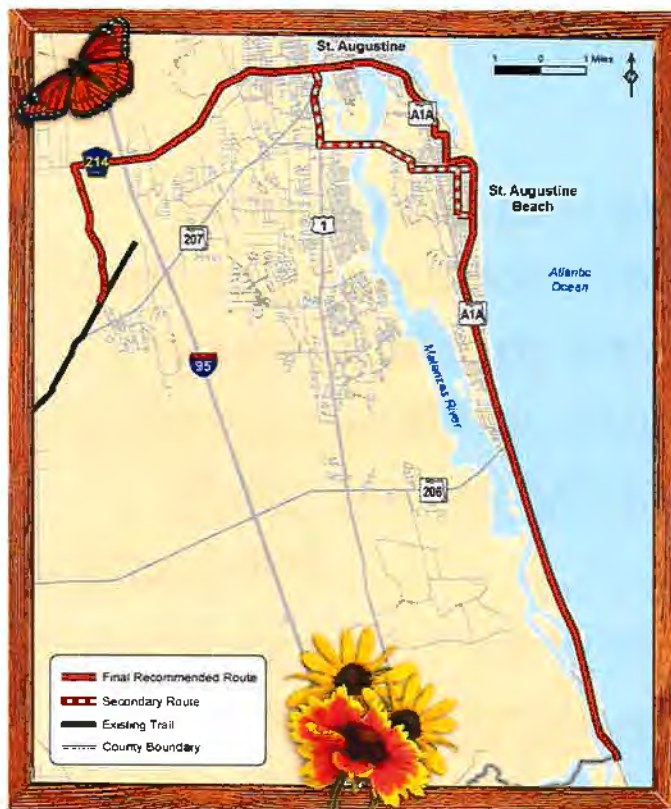 St. Augustine
1 0 1 Miles
N
A1A
214
St. Augustine
Beach
207
1
Atlantic
Ocean
A1A
95
Matanzas River
206
Final Recommended Route
Secondary Route
Existing Trail
County Boundary